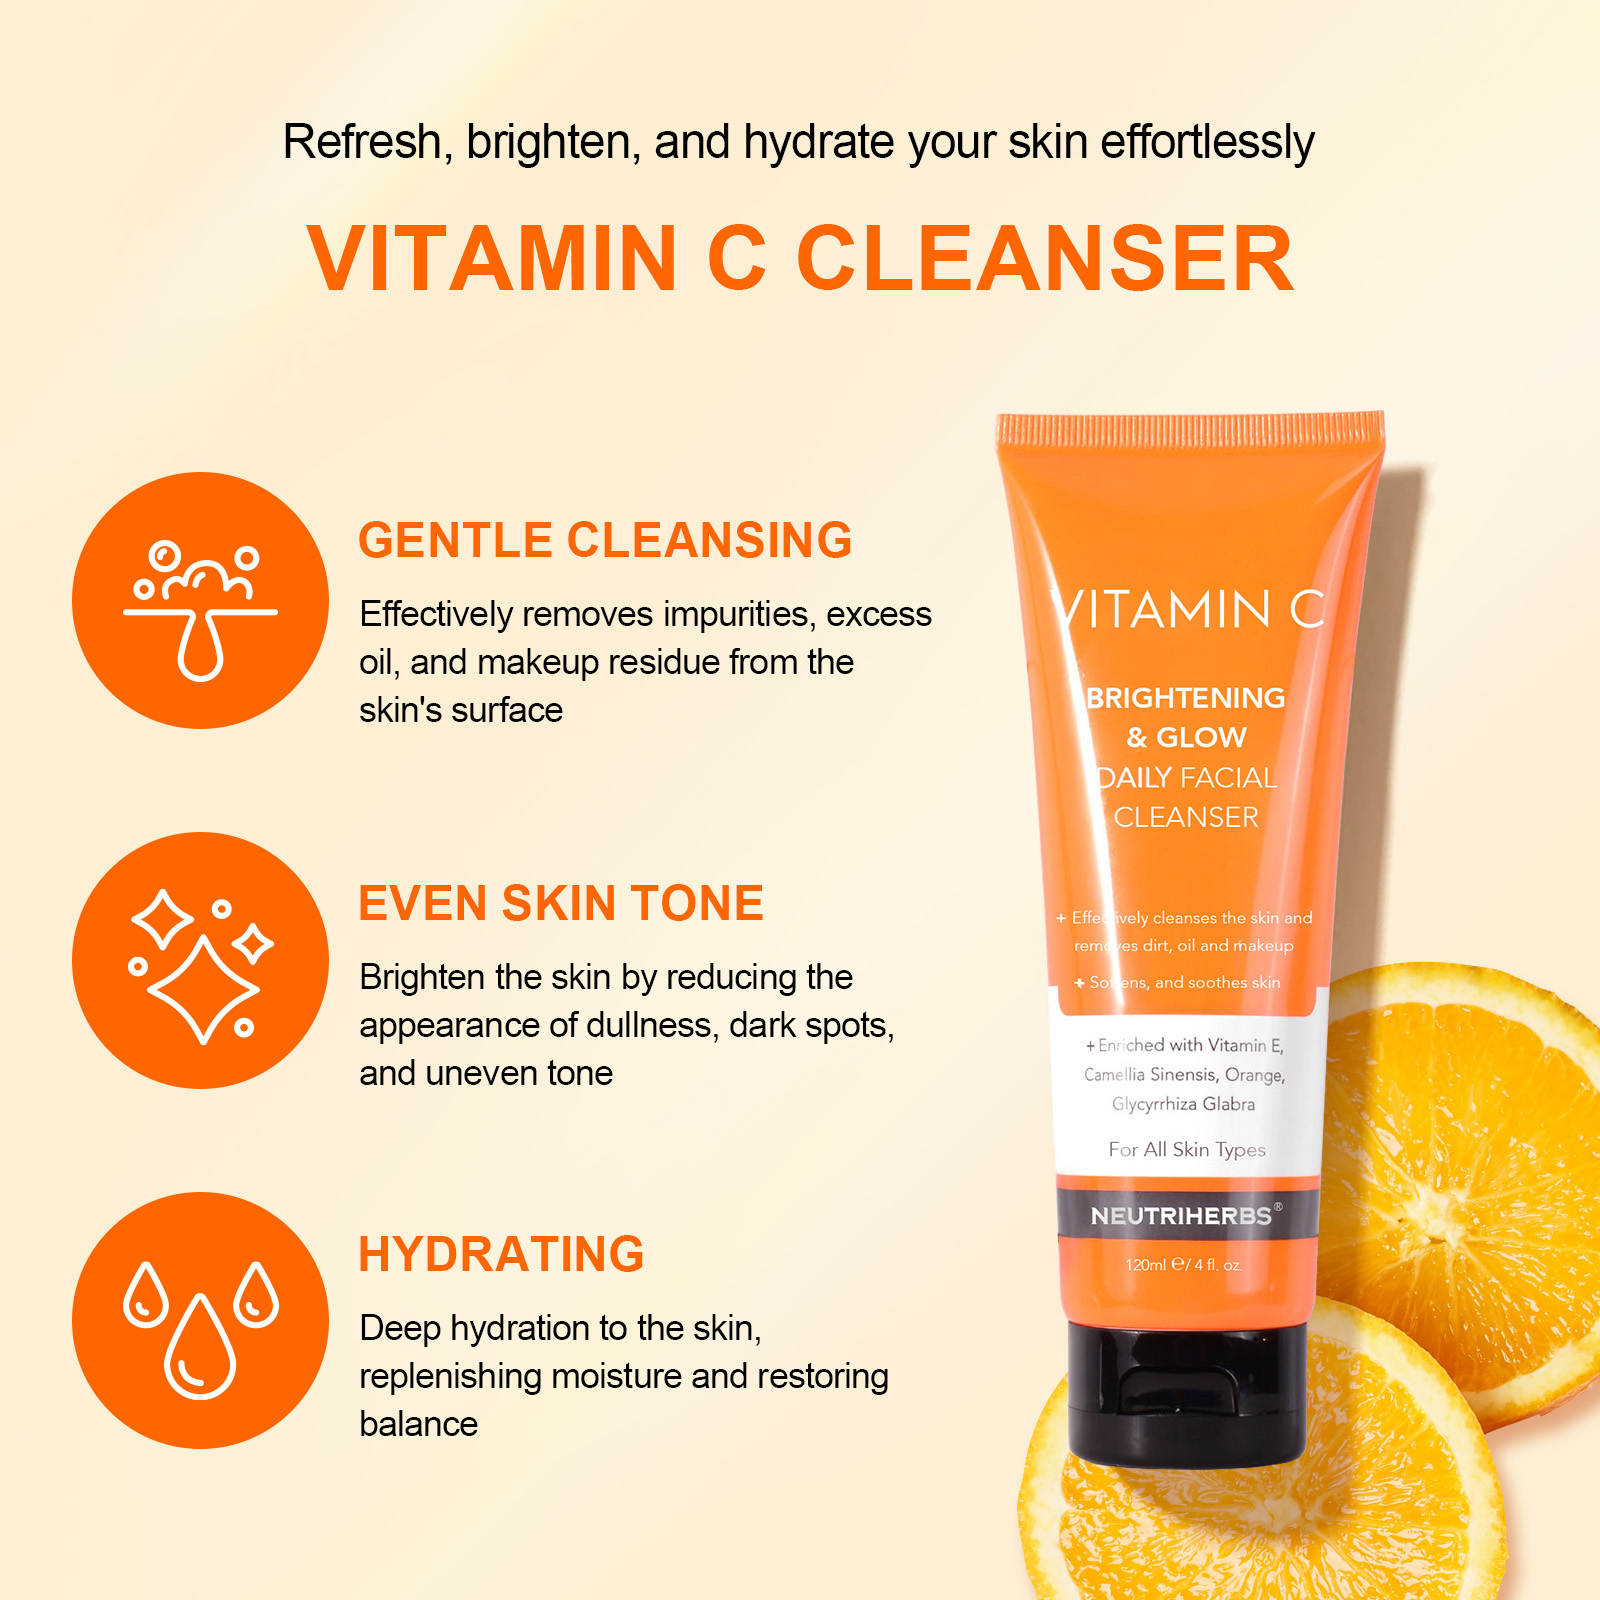 Refresh, brighten, and hydrate your skin effortlessly
VITAMIN C CLEANSER
GENTLE CLEANSING
Effectively removes impurities, excess
oil, and makeup residue from the
skin's surface
EVEN SKIN TONE
Brighten the skin by reducing the
appearance of dullness, dark spots,
and uneven tone
HYDRATING
Deep hydration to the skin,
replenishing moisture and restoring
balance
VITAMIN C
BRIGHTENING
& GLOW
DAILY FACIAL
CLEANSER
+ Effectively cleanses the skin and
removes dirt, oil and makeup
+ Softens, and soothes skin
+ Enriched with Vitamin E,
Camellia Sinensis, Orange,
Glycyrrhiza Glabra
For All Skin Types
NEUTRIHERBS®
120ml ℮/ 4 fl. oz.